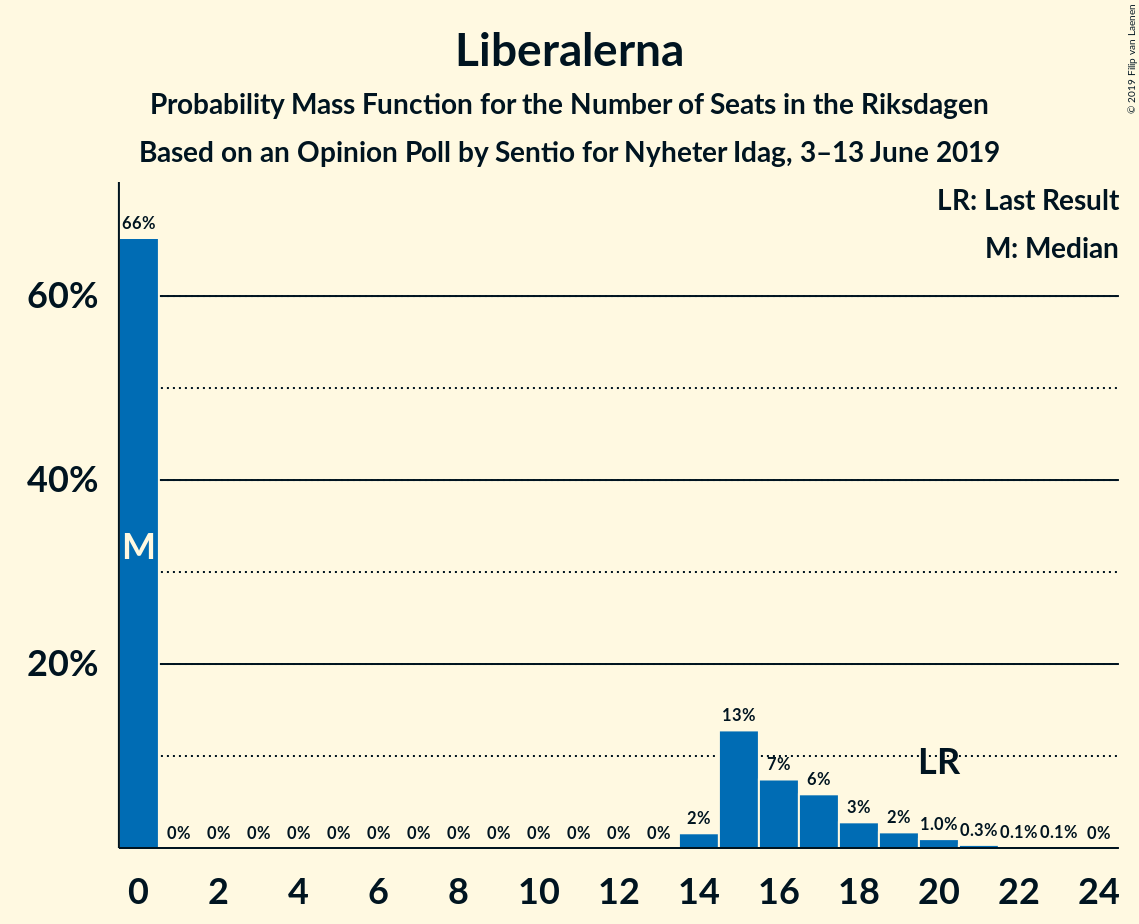 Liberalerna
Probability Mass Function for the Number of Seats in the Riksdagen
Based on an Opinion Poll by Sentio for Nyheter Idag, 3–13 June 2019
© 2019 Filip van Laenen
LR: Last Result
M: Median
66%
60%
40%
M
20%
13%
LR
7%
6%
3%
2%
2%
1.0%
0.3%
0.1%
0.1%
0%
0% 0% 0% 0% 0% 0% 0% 0% 0% 0% 0% 0% 0%
0 2 4 6 8 10 12 14 16 18 20 22 24